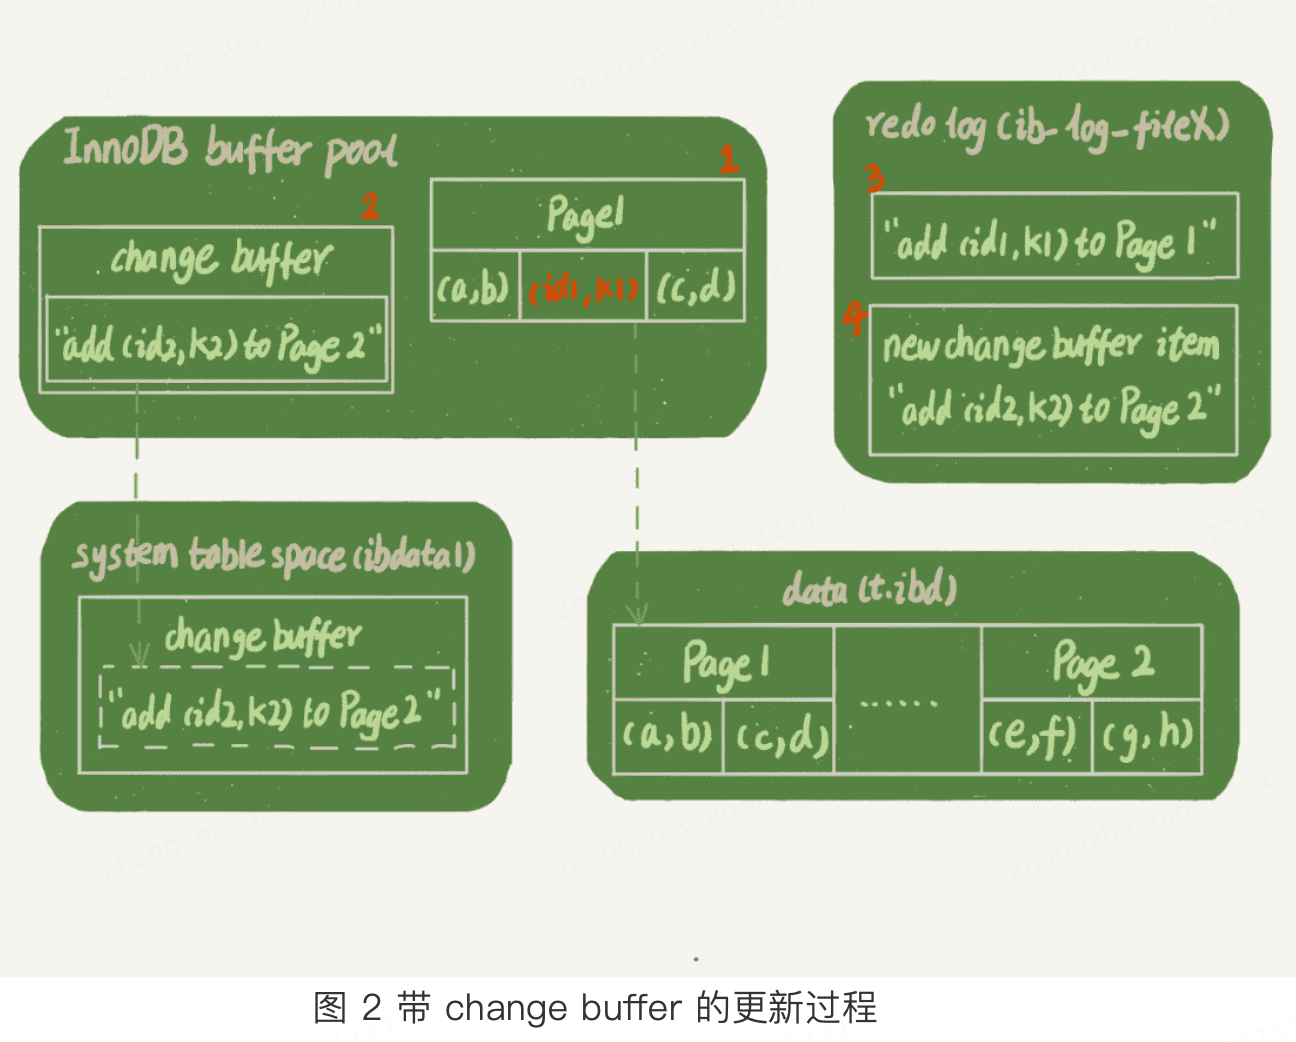 InnoDB buffer pool
1
2
Page1
(a,b) (id1,k1) (c,d)
change buffer
"add (id2,k2) to Page 2"
redo log (ib-log-fileX)
3
"add (id1,k1) to Page 1"
4
new change buffer item
"add (id2,k2) to Page 2"
system table space (ibdata1)
change buffer
"add (id2,k2) to Page 2"
data (t.ibd)
Page 1 ...... Page 2
(a,b) (c,d) (e,f) (g,h)
图 2 带 change buffer 的更新过程
zhangzhaoqi6-721157